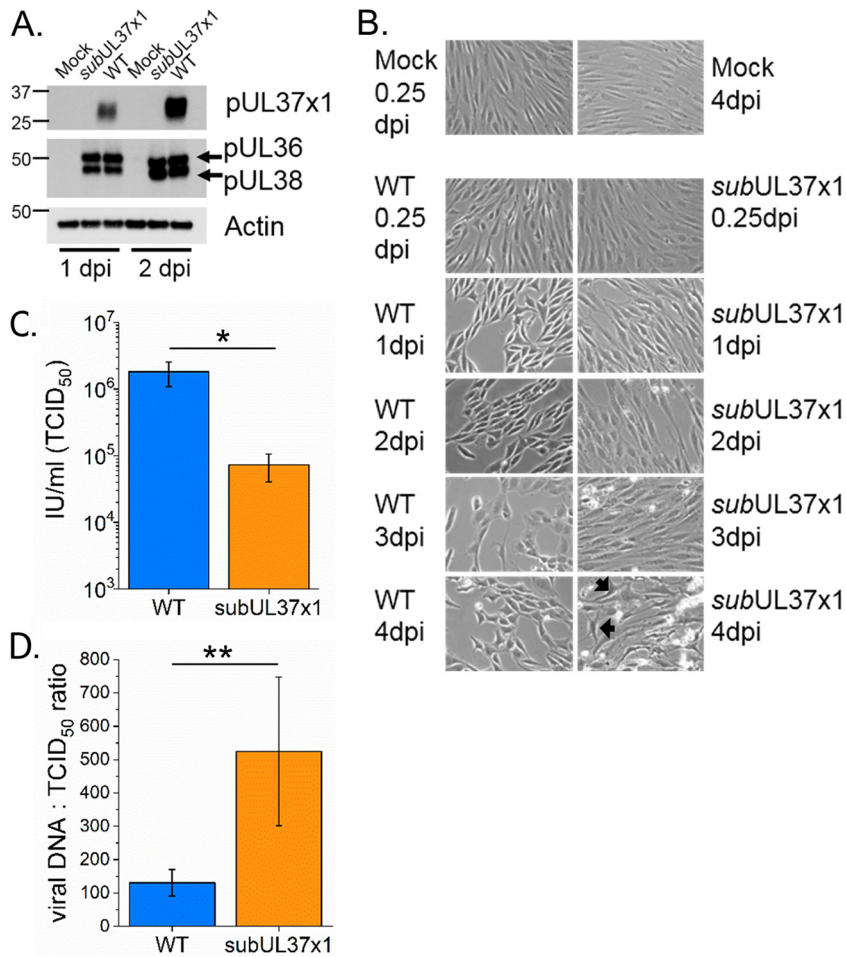 A.
Mock
subUL37x1
WT
Mock
subUL37x1
WT
37
25
pUL37x1
50
pUL36
pUL38
50
Actin
1 dpi
2 dpi
B.
Mock
0.25
dpi
Mock
4dpi
WT
0.25
dpi
subUL37x1
0.25dpi
WT
1dpi
subUL37x1
1dpi
WT
2dpi
subUL37x1
2dpi
WT
3dpi
subUL37x1
3dpi
WT
4dpi
subUL37x1
4dpi
C.
IU/ml (TCID50)
10^7
10^6
10^5
10^4
10^3
*
WT
subUL37x1
D.
viral DNA : TCID50 ratio
800
700
600
500
400
300
200
100
0
**
WT
subUL37x1